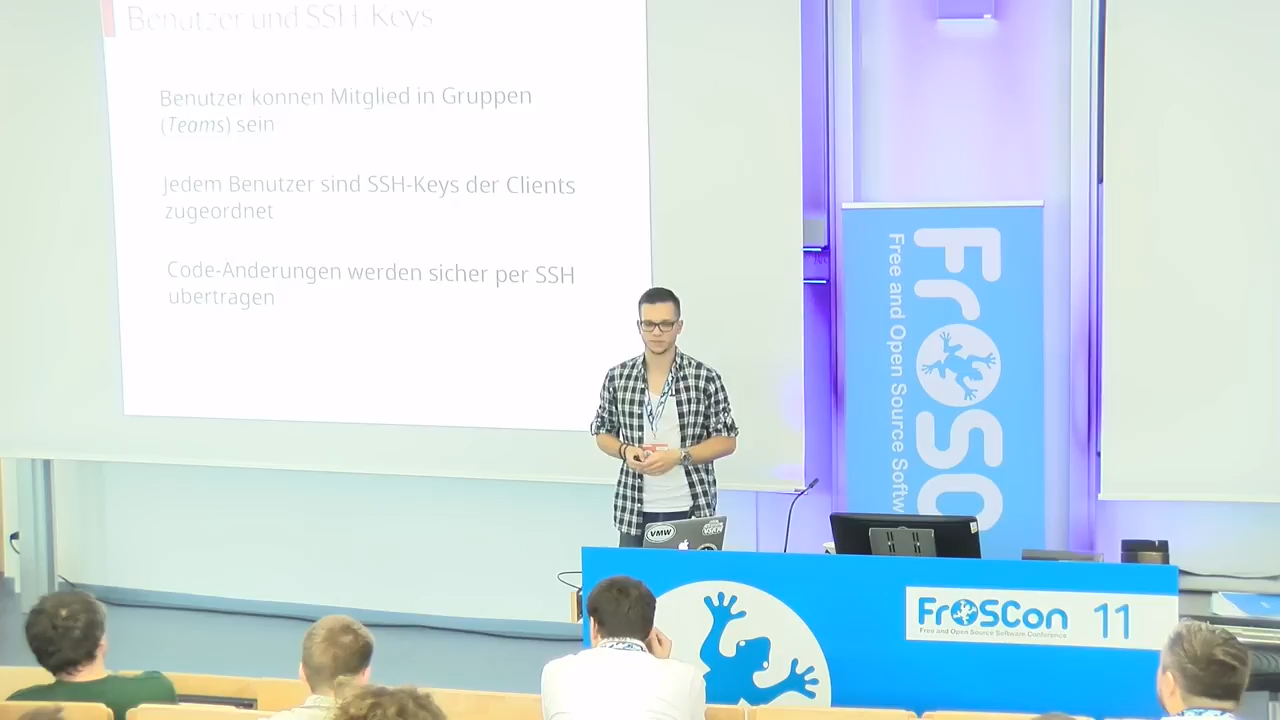 Benutzer und SSH-Keys
Benutzer konnen Mitglied in Gruppen
(Teams) sein
Jedem Benutzer sind SSH-Keys der Clients
zugeordnet
Code-Anderungen werden sicher per SSH
ubertragen
FrOSC
Free and Open Source Softw
VMW
FrOSCon 11
Free and Open Source Software Conference